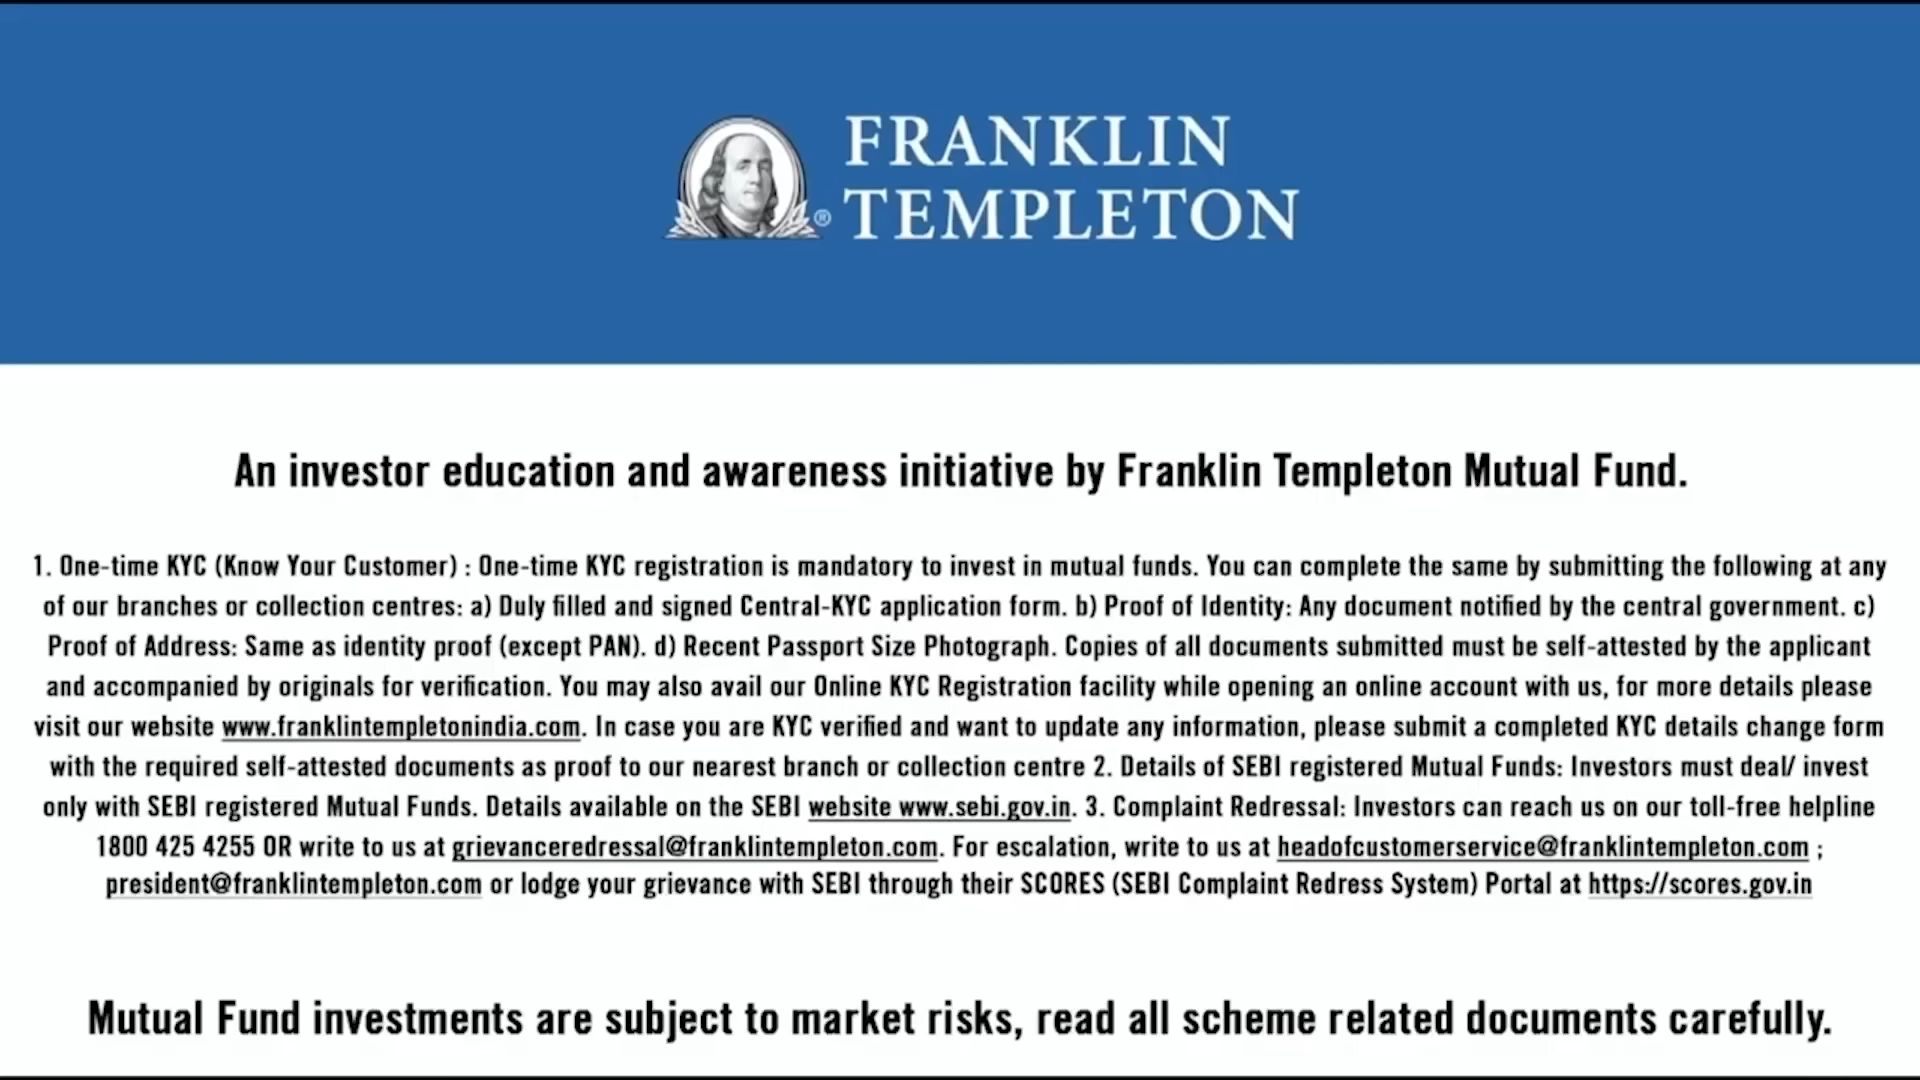 FRANKLIN
TEMPLETON
®
An investor education and awareness initiative by Franklin Templeton Mutual Fund.
1. One-time KYC (Know Your Customer) : One-time KYC registration is mandatory to invest in mutual funds. You can complete the same by submitting the following at any
of our branches or collection centres: a) Duly filled and signed Central-KYC application form. b) Proof of Identity: Any document notified by the central government. c)
Proof of Address: Same as identity proof (except PAN). d) Recent Passport Size Photograph. Copies of all documents submitted must be self-attested by the applicant
and accompanied by originals for verification. You may also avail our Online KYC Registration facility while opening an online account with us, for more details please
visit our website www.franklintempletonindia.com. In case you are KYC verified and want to update any information, please submit a completed KYC details change form
with the required self-attested documents as proof to our nearest branch or collection centre 2. Details of SEBI registered Mutual Funds: Investors must deal/ invest
only with SEBI registered Mutual Funds. Details available on the SEBI website www.sebi.gov.in. 3. Complaint Redressal: Investors can reach us on our toll-free helpline
1800 425 4255 OR write to us at grievanceredressal@franklintempleton.com. For escalation, write to us at headofcustomerservice@franklintempleton.com ;
president@franklintempleton.com or lodge your grievance with SEBI through their SCORES (SEBI Complaint Redress System) Portal at https://scores.gov.in
Mutual Fund investments are subject to market risks, read all scheme related documents carefully.